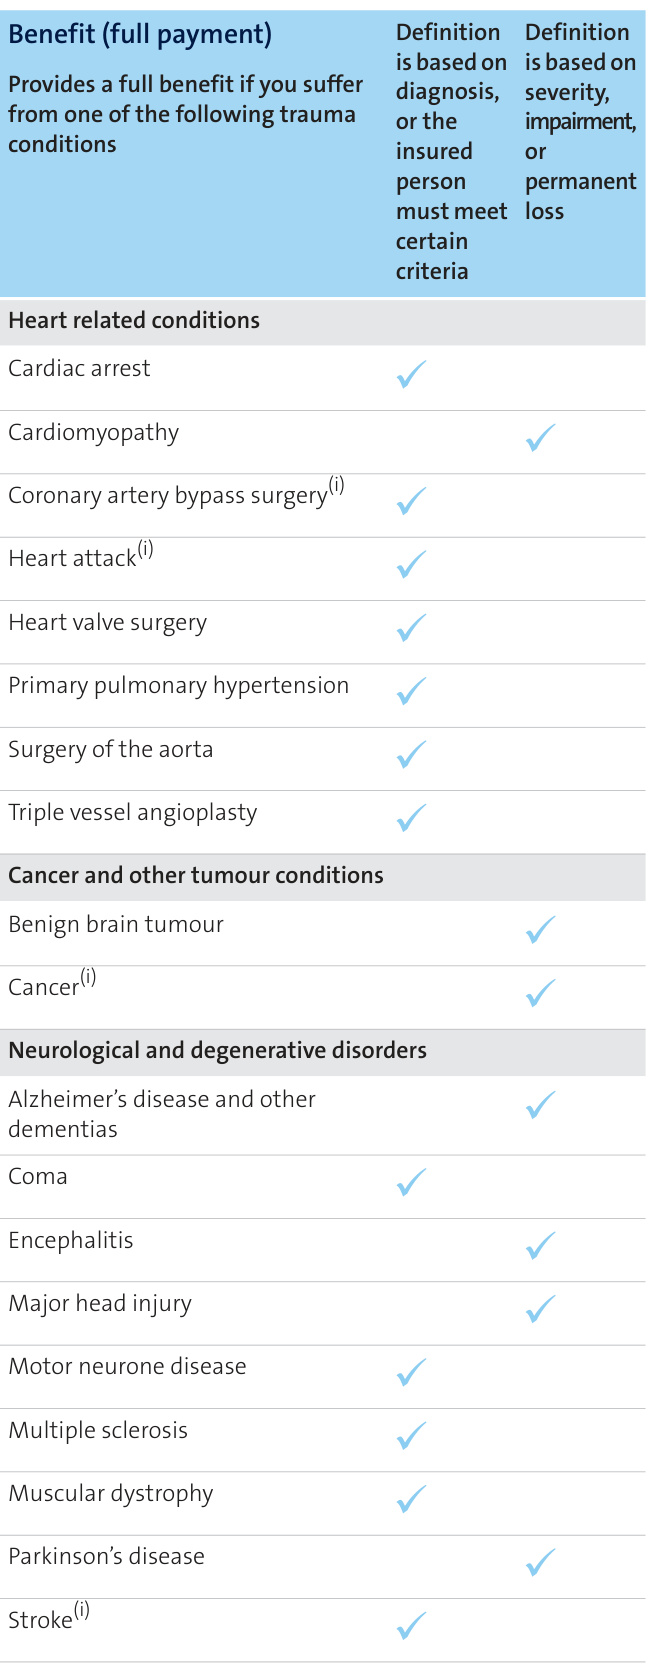 Benefit (full payment)
Provides a full benefit if you suffer
from one of the following trauma
conditions
Definition
is based on
diagnosis,
or the
insured
person
must meet
certain
criteria
Definition
is based on
severity,
impairment,
or
permanent
loss
Heart related conditions
Cardiac arrest ✓
Cardiomyopathy ✓
Coronary artery bypass surgery(i) ✓
Heart attack(i) ✓
Heart valve surgery ✓
Primary pulmonary hypertension ✓
Surgery of the aorta ✓
Triple vessel angioplasty ✓
Cancer and other tumour conditions
Benign brain tumour ✓
Cancer(i) ✓
Neurological and degenerative disorders
Alzheimer’s disease and other ✓
dementias
Coma ✓
Encephalitis ✓
Major head injury ✓
Motor neurone disease ✓
Multiple sclerosis ✓
Muscular dystrophy ✓
Parkinson’s disease ✓
Stroke(i) ✓